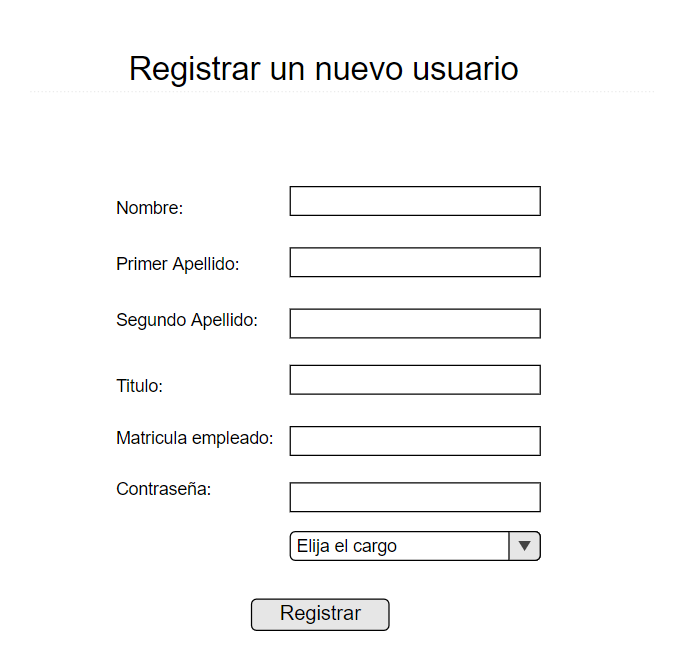 Registrar un nuevo usuario
Nombre:
Primer Apellido:
Segundo Apellido:
Titulo:
Matricula empleado:
Contraseña:
Elija el cargo
Registrar